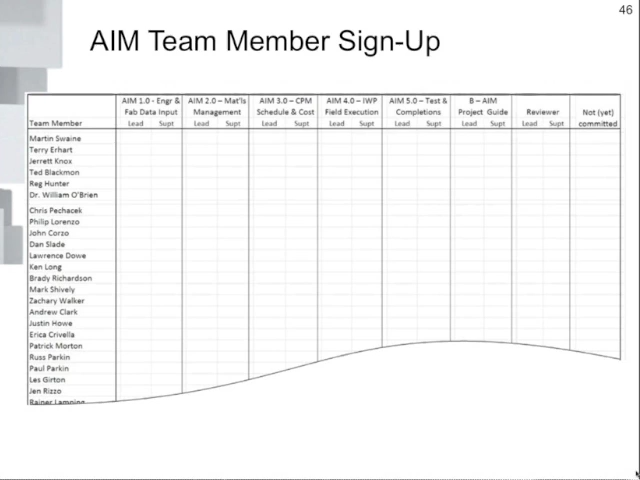 46
AIM Team Member Sign-Up
AIM 1.0 - Engr & AIM 2.0 – Mat'ls AIM 3.0 – CPM AIM 4.0 – IWP AIM 5.0 – Test & B – AIM
Fab Data Input Management Schedule & Cost Field Execution Completions Project Guide Reviewer Not (yet)
Team Member Lead Supt Lead Supt Lead Supt Lead Supt Lead Supt Lead Supt Lead Supt committed
Martin Swaine
Terry Erhart
Jerrett Knox
Ted Blackmon
Reg Hunter
Dr. William O'Brien
Chris Pechacek
Philip Lorenzo
John Corzo
Dan Slade
Lawrence Dowe
Ken Long
Brady Richardson
Mark Shively
Zachary Walker
Andrew Clark
Justin Howe
Erica Crivella
Patrick Morton
Russ Parkin
Paul Parkin
Les Girton
Jen Rizzo
Rainer Lamping